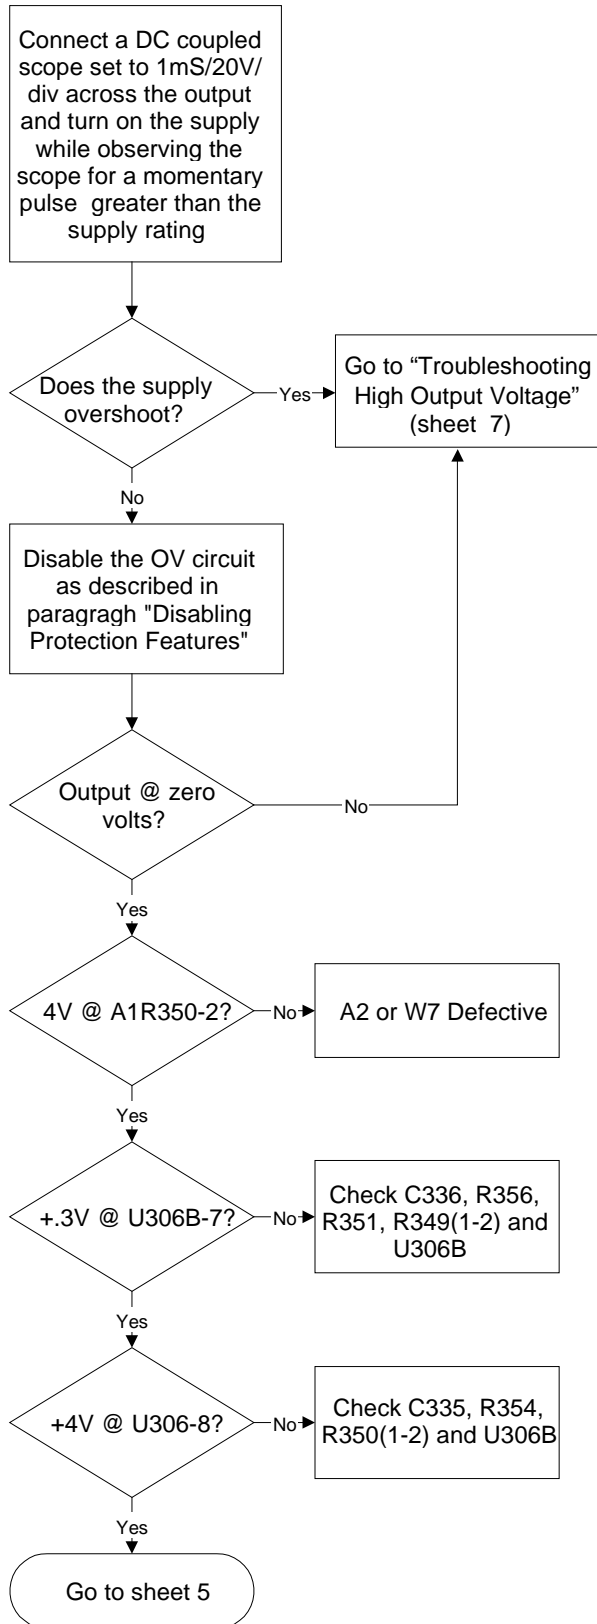 Connect a DC coupled
scope set to 1mS/20V/
div across the output
and turn on the supply
while observing the
scope for a momentary
pulse greater than the
supply rating
Does the supply
overshoot?
Yes
Go to “Troubleshooting
High Output Voltage”
(sheet 7)
No
Disable the OV circuit
as described in
paragragh "Disabling
Protection Features"
Output @ zero
volts?
No
Yes
4V @ A1R350-2?
No
A2 or W7 Defective
Yes
+.3V @ U306B-7?
No
Check C336, R356,
R351, R349(1-2) and
U306B
Yes
+4V @ U306-8?
No
Check C335, R354,
R350(1-2) and U306B
Yes
Go to sheet 5